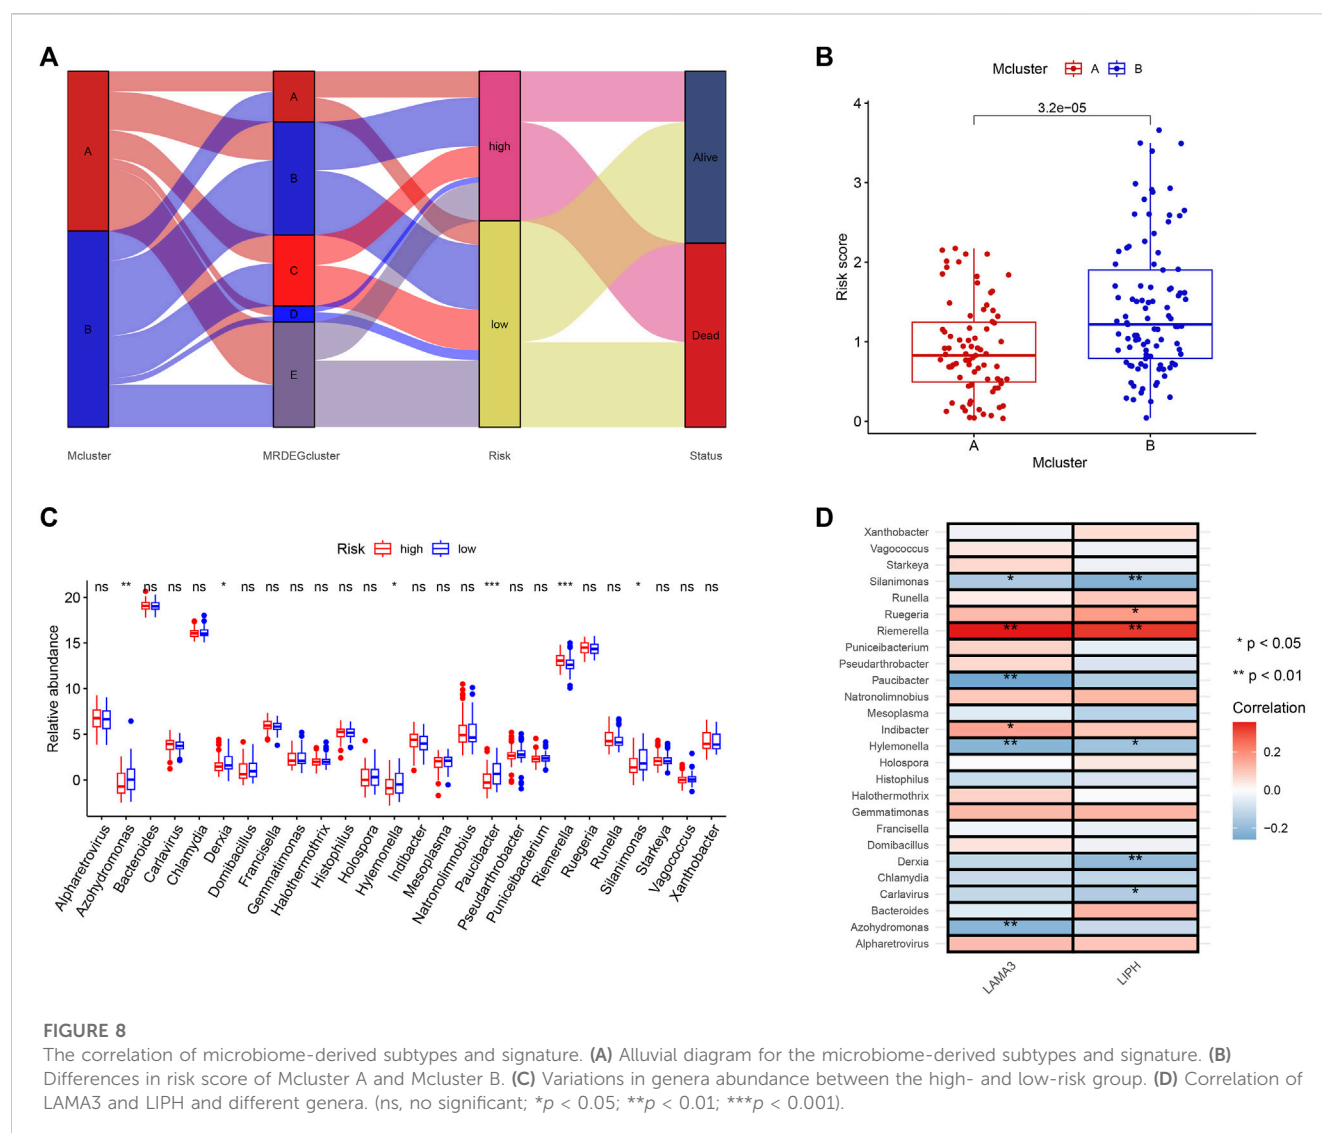 A
A
B
A
B
C
D
E
high
low
Alive
Dead
Mcluster
MRDEGcluster
Risk
Status
B
Mcluster A B
3.2e−05
Risk score
4
3
2
1
0
A B
Mcluster
C
Risk high low
ns ** ns ns ns * ns ns ns ns ns ns * ns ns ns *** ns ns *** ns ns * ns ns ns
Relative abundance
20
15
10
5
0
Alpharetrovirus
Azohydromonas
Bacteroides
Carlavirus
Chlamydia
Derxia
Domibacillus
Francisella
Gemmatimonas
Halothermothrix
Histophilus
Holospora
Hylemonella
Indibacter
Mesoplasma
Natronolimnobius
Paucibacter
Pseudarthrobacter
Puniceibacterium
Riemerella
Ruegeria
Runella
Silanimonas
Starkeya
Vagococcus
Xanthobacter
D
Xanthobacter
Vagococcus
Starkeya
Silanimonas * **
Runella
Ruegeria *
Riemerella ** **
Puniceibacterium
Pseudarthrobacter
Paucibacter **
Natronolimnobius
Mesoplasma
Indibacter *
Hylemonella ** *
Holospora
Histophilus
Halothermothrix
Gemmatimonas
Francisella
Domibacillus
Derxia **
Chlamydia
Carlavirus *
Bacteroides
Azohydromonas **
Alpharetrovirus
LAMA3
LIPH
* p < 0.05
** p < 0.01
Correlation
0.2
0.0
−0.2
FIGURE 8
The correlation of microbiome-derived subtypes and signature. (A) Alluvial diagram for the microbiome-derived subtypes and signature. (B)
Differences in risk score of Mcluster A and Mcluster B. (C) Variations in genera abundance between the high- and low-risk group. (D) Correlation of
LAMA3 and LIPH and different genera. (ns, no significant; *p < 0.05; **p < 0.01; ***p < 0.001).